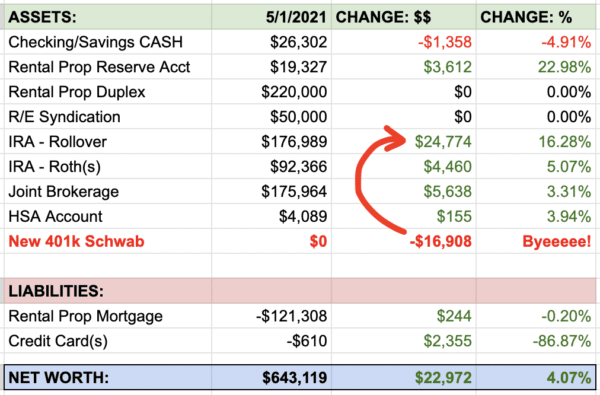 ASSETS: 5/1/2021 CHANGE: $$ CHANGE: %
Checking/Savings CASH $26,302 -$1,358 -4.91%
Rental Prop Reserve Acct $19,327 $3,612 22.98%
Rental Prop Duplex $220,000 $0 0.00%
R/E Syndication $50,000 $0 0.00%
IRA - Rollover $176,989 $24,774 16.28%
IRA - Roth(s) $92,366 $4,460 5.07%
Joint Brokerage $175,964 $5,638 3.31%
HSA Account $4,089 $155 3.94%
New 401k Schwab $0 -$16,908 Byeeeee!
LIABILITIES:
Rental Prop Mortgage -$121,308 $244 -0.20%
Credit Card(s) -$610 $2,355 -86.87%
NET WORTH: $643,119 $22,972 4.07%